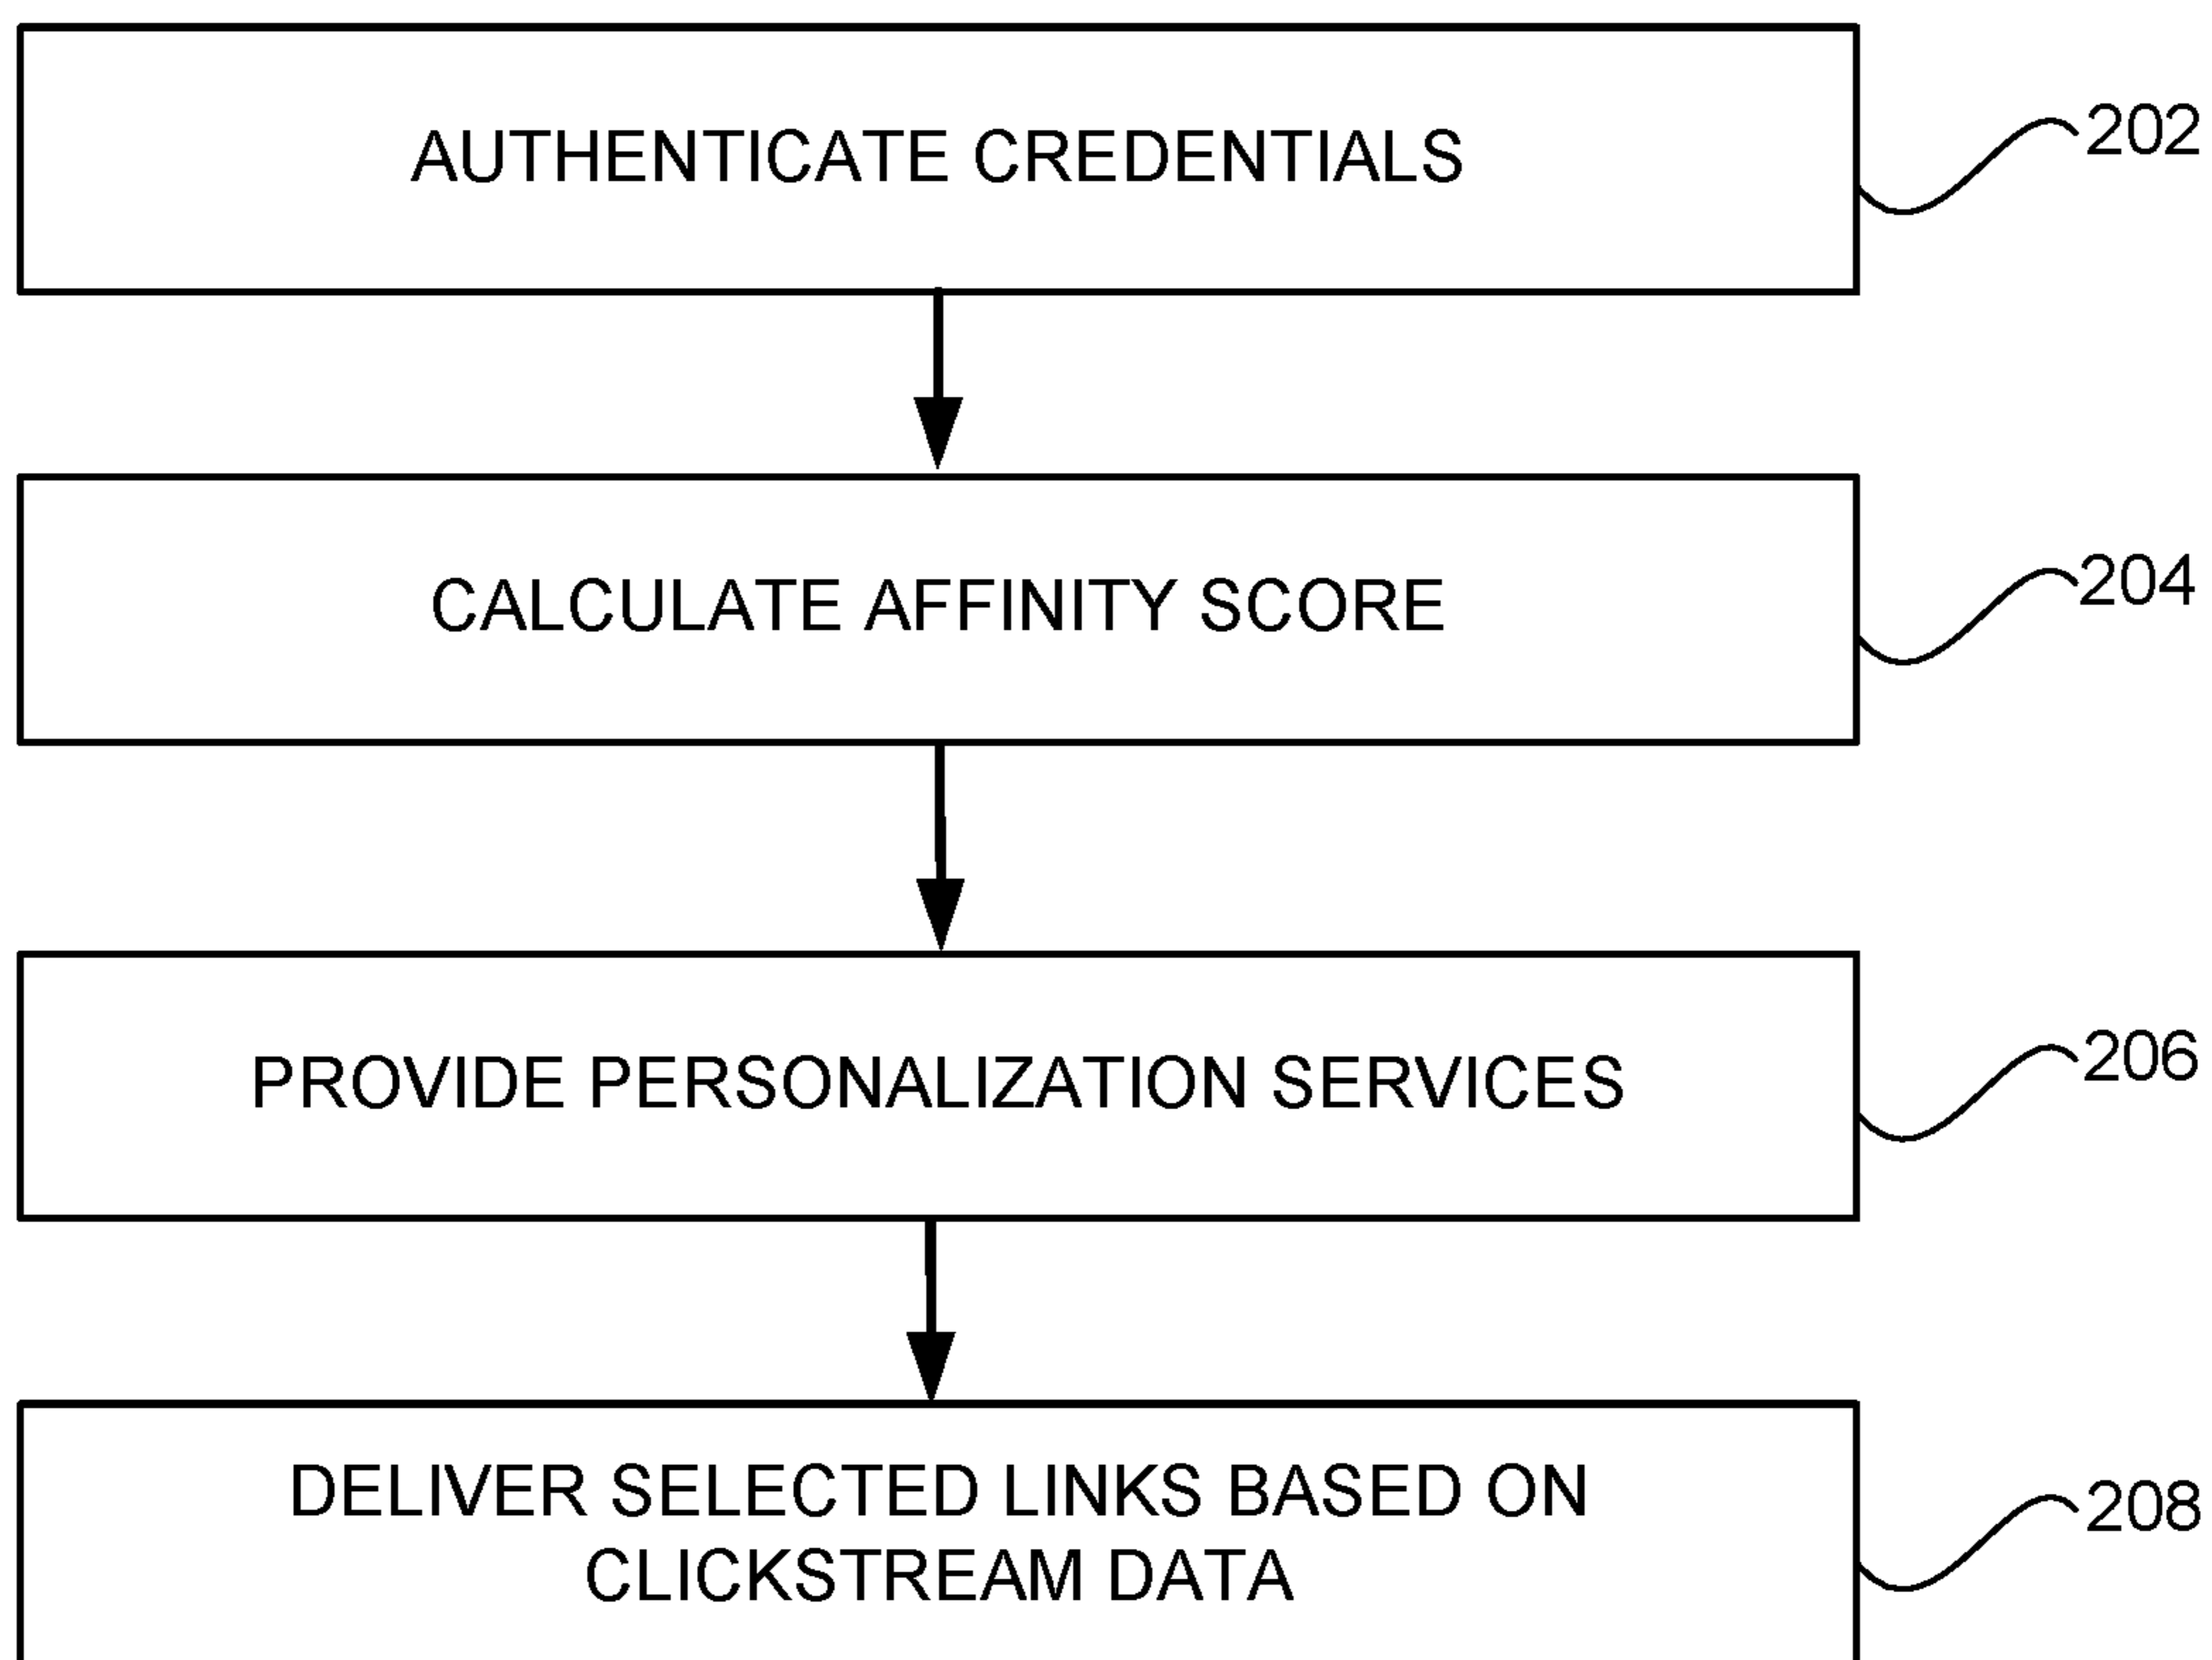 AUTHENTICATE CREDENTIALS
202
CALCULATE AFFINITY SCORE
204
PROVIDE PERSONALIZATION SERVICES
206
DELIVER SELECTED LINKS BASED ON
CLICKSTREAM DATA
208